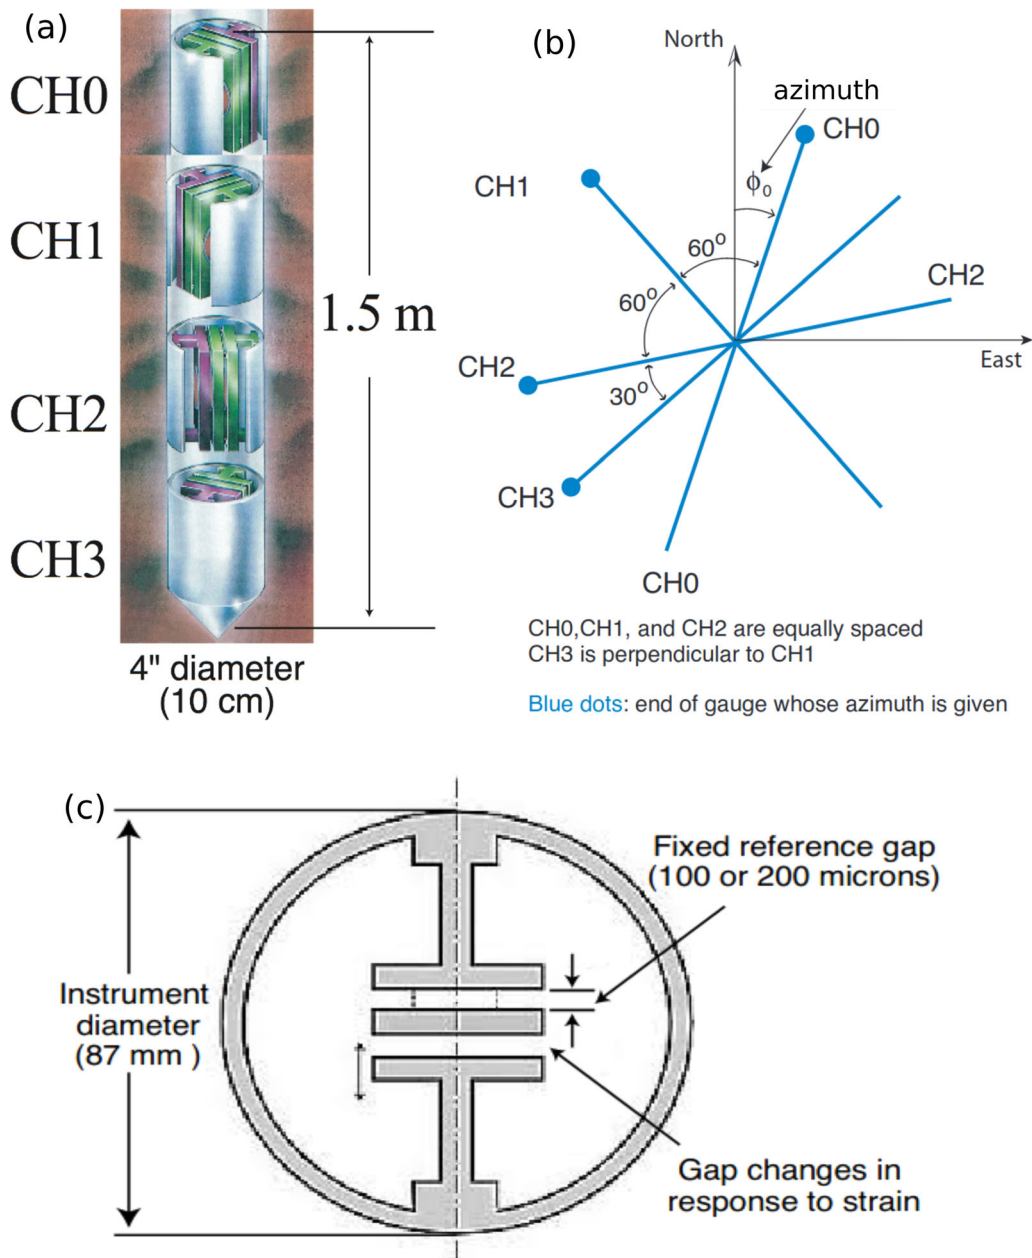 (a)
CH0
CH1
CH2
CH3
1.5 m
4" diameter
(10 cm)
(b)
North
azimuth
CH0
ϕ₀
CH1
60°
60°
CH2
CH2
East
30°
CH3
CH0
CH0,CH1, and CH2 are equally spaced
CH3 is perpendicular to CH1
Blue dots: end of gauge whose azimuth is given
(c)
Fixed reference gap
(100 or 200 microns)
Instrument
diameter
(87 mm )
Gap changes in
response to strain